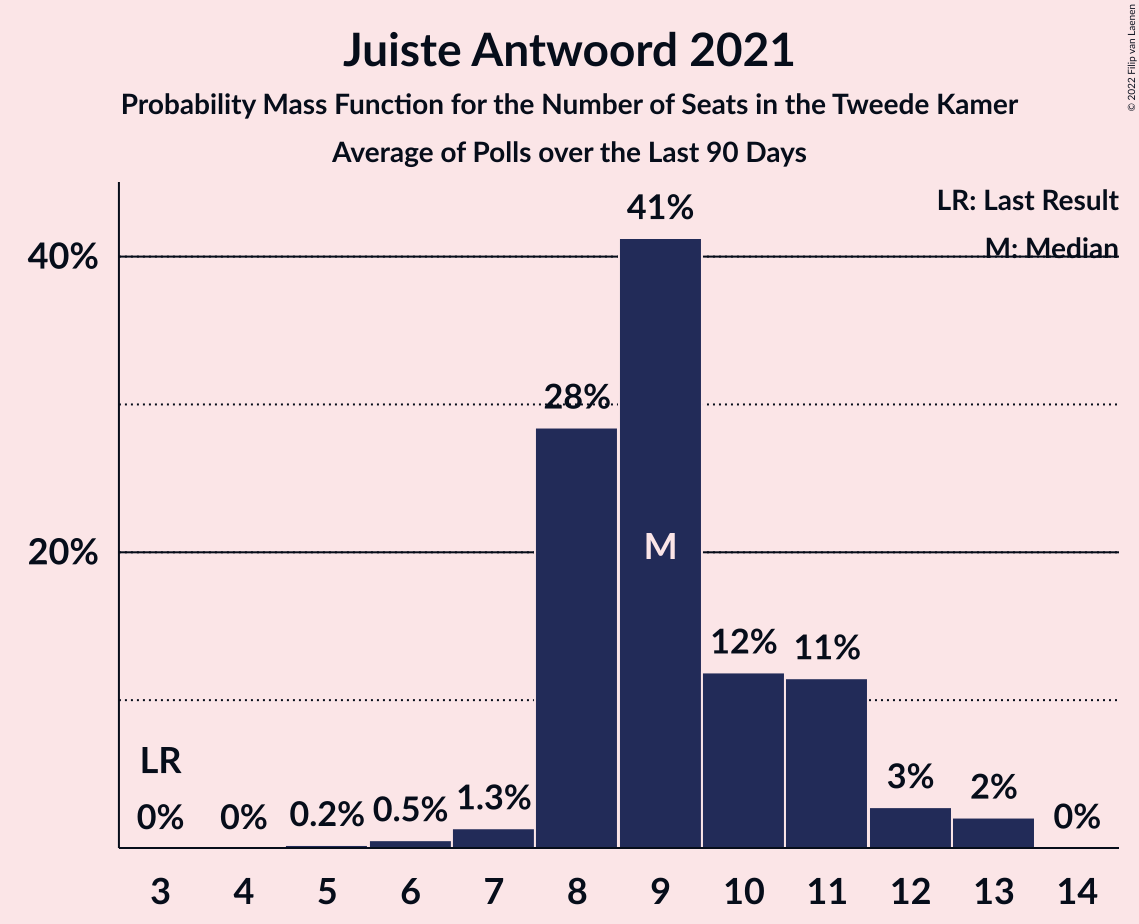 Juiste Antwoord 2021
Probability Mass Function for the Number of Seats in the Tweede Kamer
Average of Polls over the Last 90 Days
© 2022 Filip van Laenen
LR: Last Result
M: Median
40%
20%
LR
0%
0%
0.2%
0.5%
1.3%
28%
41%
M
12%
11%
3%
2%
0%
3 4 5 6 7 8 9 10 11 12 13 14